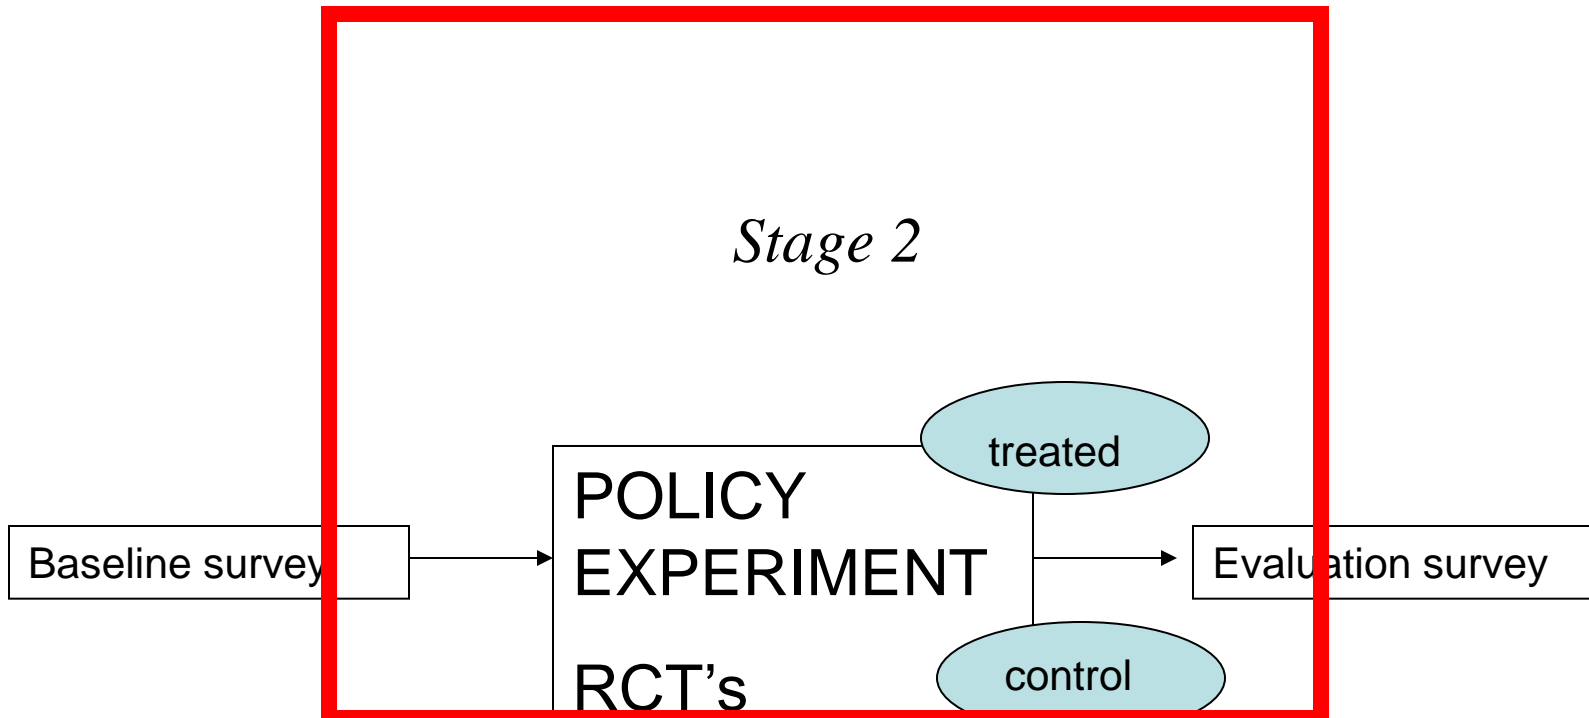 Stage 2
treated
POLICY
EXPERIMENT
Baseline survey
Evaluation survey
RCT’s
control